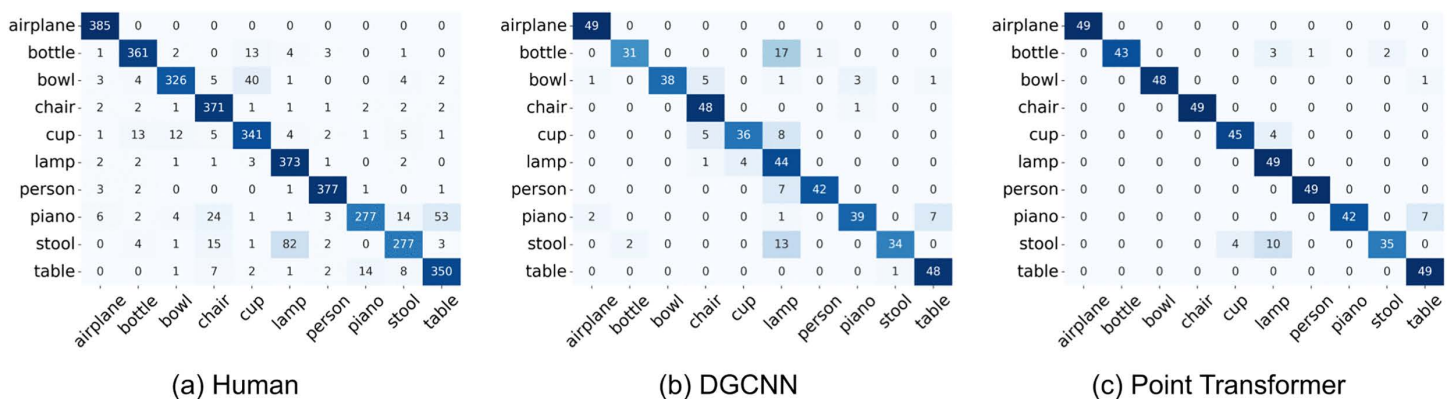 airplane 385 0 0 0 0 0 0 0 0 0
bottle 1 361 2 0 13 4 3 0 1 0
bowl 3 4 326 5 40 1 0 0 4 2
chair 2 2 1 371 1 1 1 2 2 2
cup 1 13 12 5 341 4 2 1 5 1
lamp 2 2 1 1 3 373 1 0 2 0
person 3 2 0 0 0 1 377 1 0 1
piano 6 2 4 24 1 1 3 277 14 53
stool 0 4 1 15 1 82 2 0 277 3
table 0 0 1 7 2 1 2 14 8 350
airplane bottle bowl chair cup lamp person piano stool table
(a) Human
airplane 49 0 0 0 0 0 0 0 0 0
bottle 0 31 0 0 0 17 1 0 0 0
bowl 1 0 38 5 0 1 0 3 0 1
chair 0 0 0 48 0 0 0 1 0 0
cup 0 0 0 5 36 8 0 0 0 0
lamp 0 0 0 1 4 44 0 0 0 0
person 0 0 0 0 0 7 42 0 0 0
piano 2 0 0 0 0 1 0 39 0 7
stool 0 2 0 0 0 13 0 0 34 0
table 0 0 0 0 0 0 0 0 1 48
airplane bottle bowl chair cup lamp person piano stool table
(b) DGCNN
airplane 49 0 0 0 0 0 0 0 0 0
bottle 0 43 0 0 0 3 1 0 2 0
bowl 0 0 48 0 0 0 0 0 0 1
chair 0 0 0 49 0 0 0 0 0 0
cup 0 0 0 0 45 4 0 0 0 0
lamp 0 0 0 0 0 49 0 0 0 0
person 0 0 0 0 0 0 49 0 0 0
piano 0 0 0 0 0 0 0 42 0 7
stool 0 0 0 0 4 10 0 0 35 0
table 0 0 0 0 0 0 0 0 0 49
airplane bottle bowl chair cup lamp person piano stool table
(c) Point Transformer